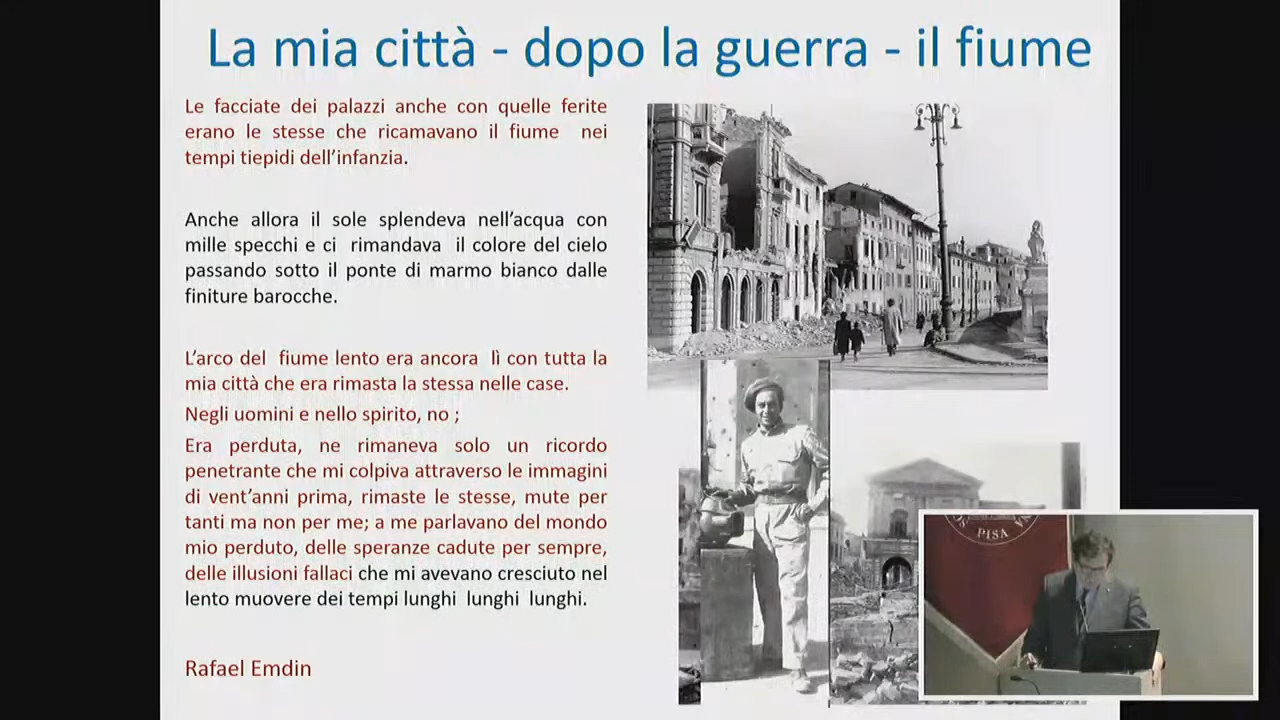 La mia città - dopo la guerra - il fiume
Le facciate dei palazzi anche con quelle ferite
erano le stesse che ricamavano il fiume nei
tempi tiepidi dell'infanzia.
Anche allora il sole splendeva nell'acqua con
mille specchi e ci rimandava il colore del cielo
passando sotto il ponte di marmo bianco dalle
finiture barocche.
L'arco del fiume lento era ancora lì con tutta la
mia città che era rimasta la stessa nelle case.
Negli uomini e nello spirito, no ;
Era perduta, ne rimaneva solo un ricordo
penetrante che mi colpiva attraverso le immagini
di vent'anni prima, rimaste le stesse, mute per
tanti ma non per me; a me parlavano del mondo
mio perduto, delle speranze cadute per sempre,
delle illusioni fallaci che mi avevano cresciuto nel
lento muovere dei tempi lunghi lunghi lunghi.
Rafael Emdin
PISA